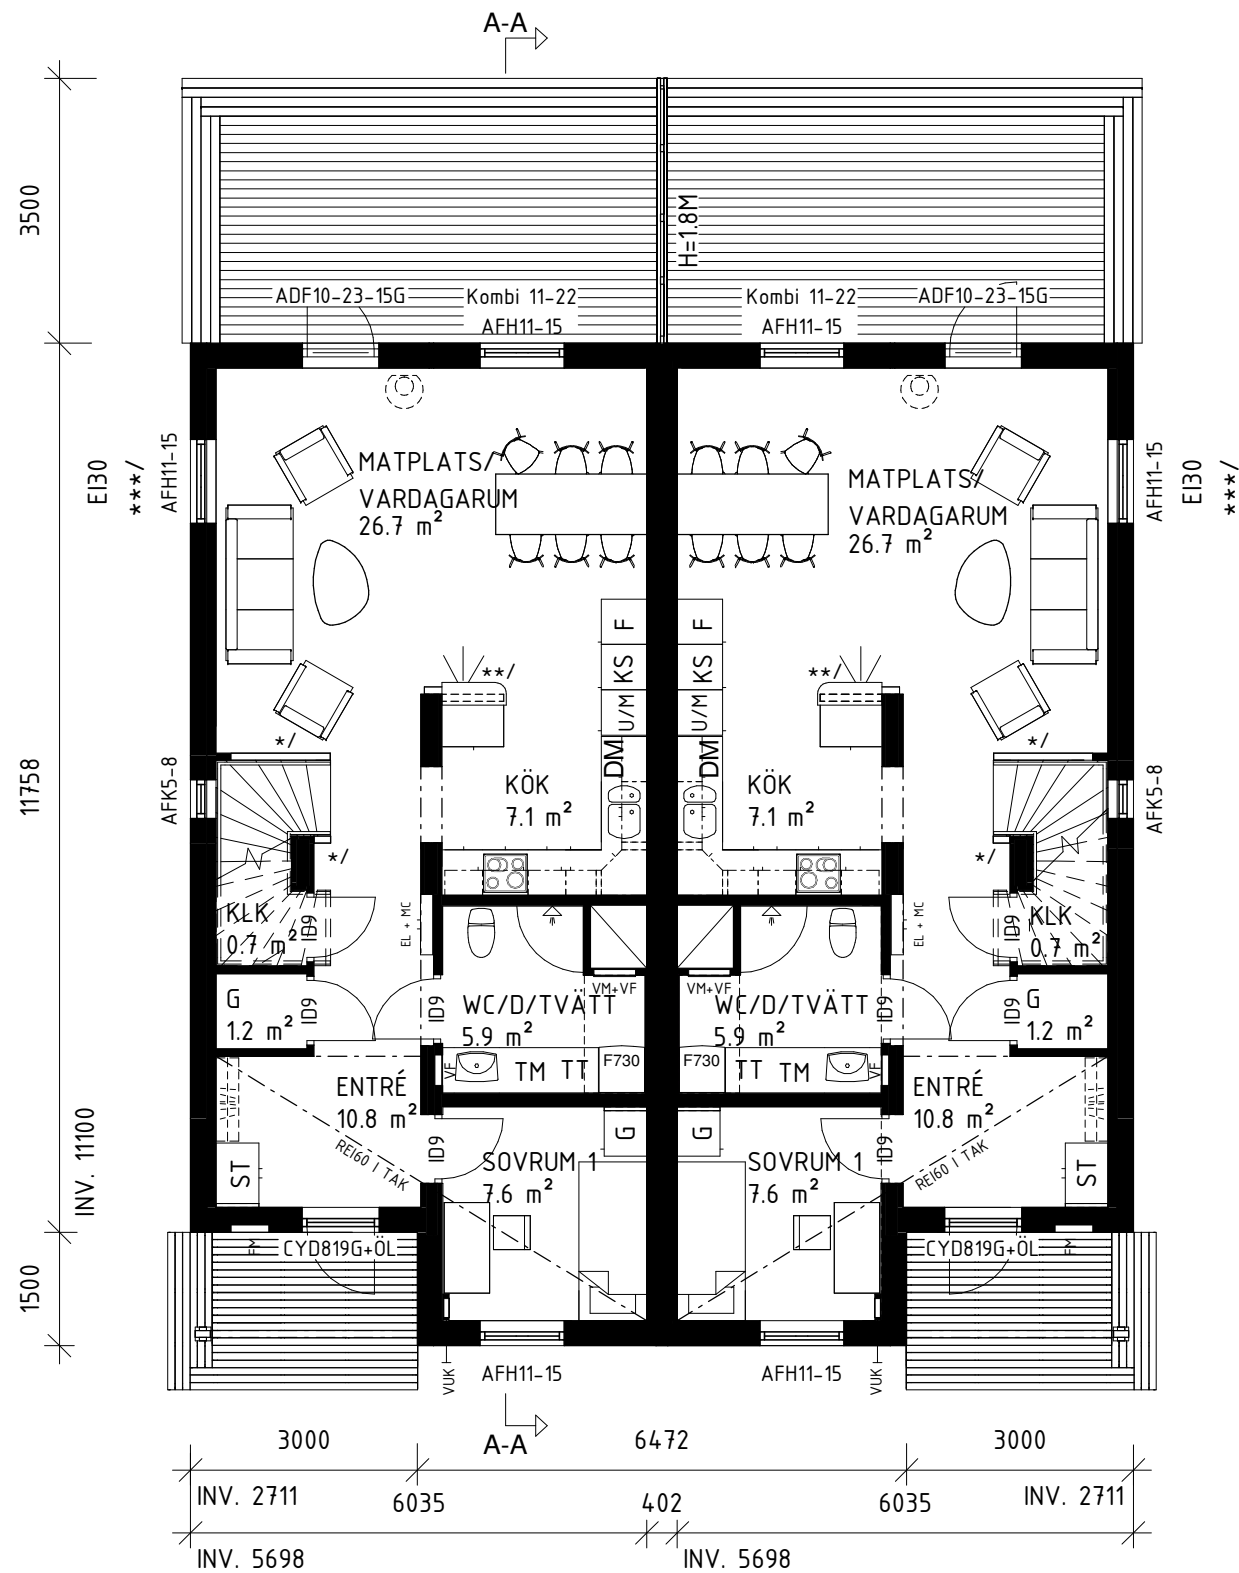 A-A
3500
H=1.8M
ADF10-23-15G
Kombi 11-22
AFH11-15
Kombi 11-22
AFH11-15
ADF10-23-15G
EI30
***/
AFH11-15
MATPLATS/
VARDAGARUM
26.7 m²
MATPLATS/
VARDAGARUM
26.7 m²
AFH11-15
EI30
***/
F
KS
U/M
DM
F
KS
U/M
DM
**/
**/
*/
*/
11758
AFK5-8
KÖK
7.1 m²
KÖK
7.1 m²
AFK5-8
*/
*/
KLK
0.7 m²
ID9
EL + MC
EL + MC
ID9
KLK
0.7 m²
G
1.2 m²
ID9
ID9
WC/D/TVÄTT
5.9 m²
VM+VF
VM+VF
WC/D/TVÄTT
5.9 m²
ID9
ID9
G
1.2 m²
VF
TM
TT
F730
F730
TT
TM
VF
ENTRÉ
10.8 m²
ENTRÉ
10.8 m²
INV. 11100
REI60 I TAK
REI60 I TAK
ST
ID9
G
G
ID9
ST
SOVRUM 1
7.6 m²
SOVRUM 1
7.6 m²
FM
CYD819G+ÖL
CYD819G+ÖL
FM
1500
VUK
AFH11-15
AFH11-15
VUK
A-A
3000
6472
3000
INV. 2711
6035
402
6035
INV. 2711
INV. 5698
INV. 5698